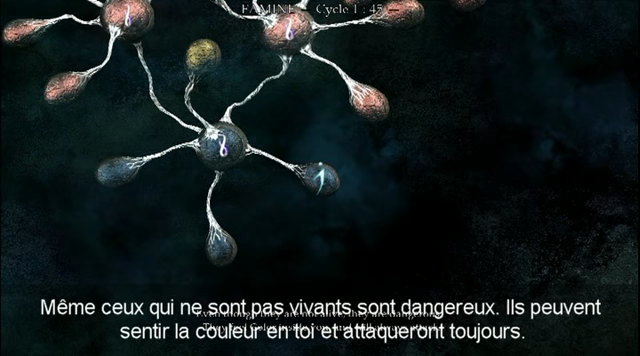 FAMINE — Cycle 1 : 45 —
Même ceux qui ne sont pas vivants sont dangereux. Ils peuvent
sentir la couleur en toi et attaqueront toujours.